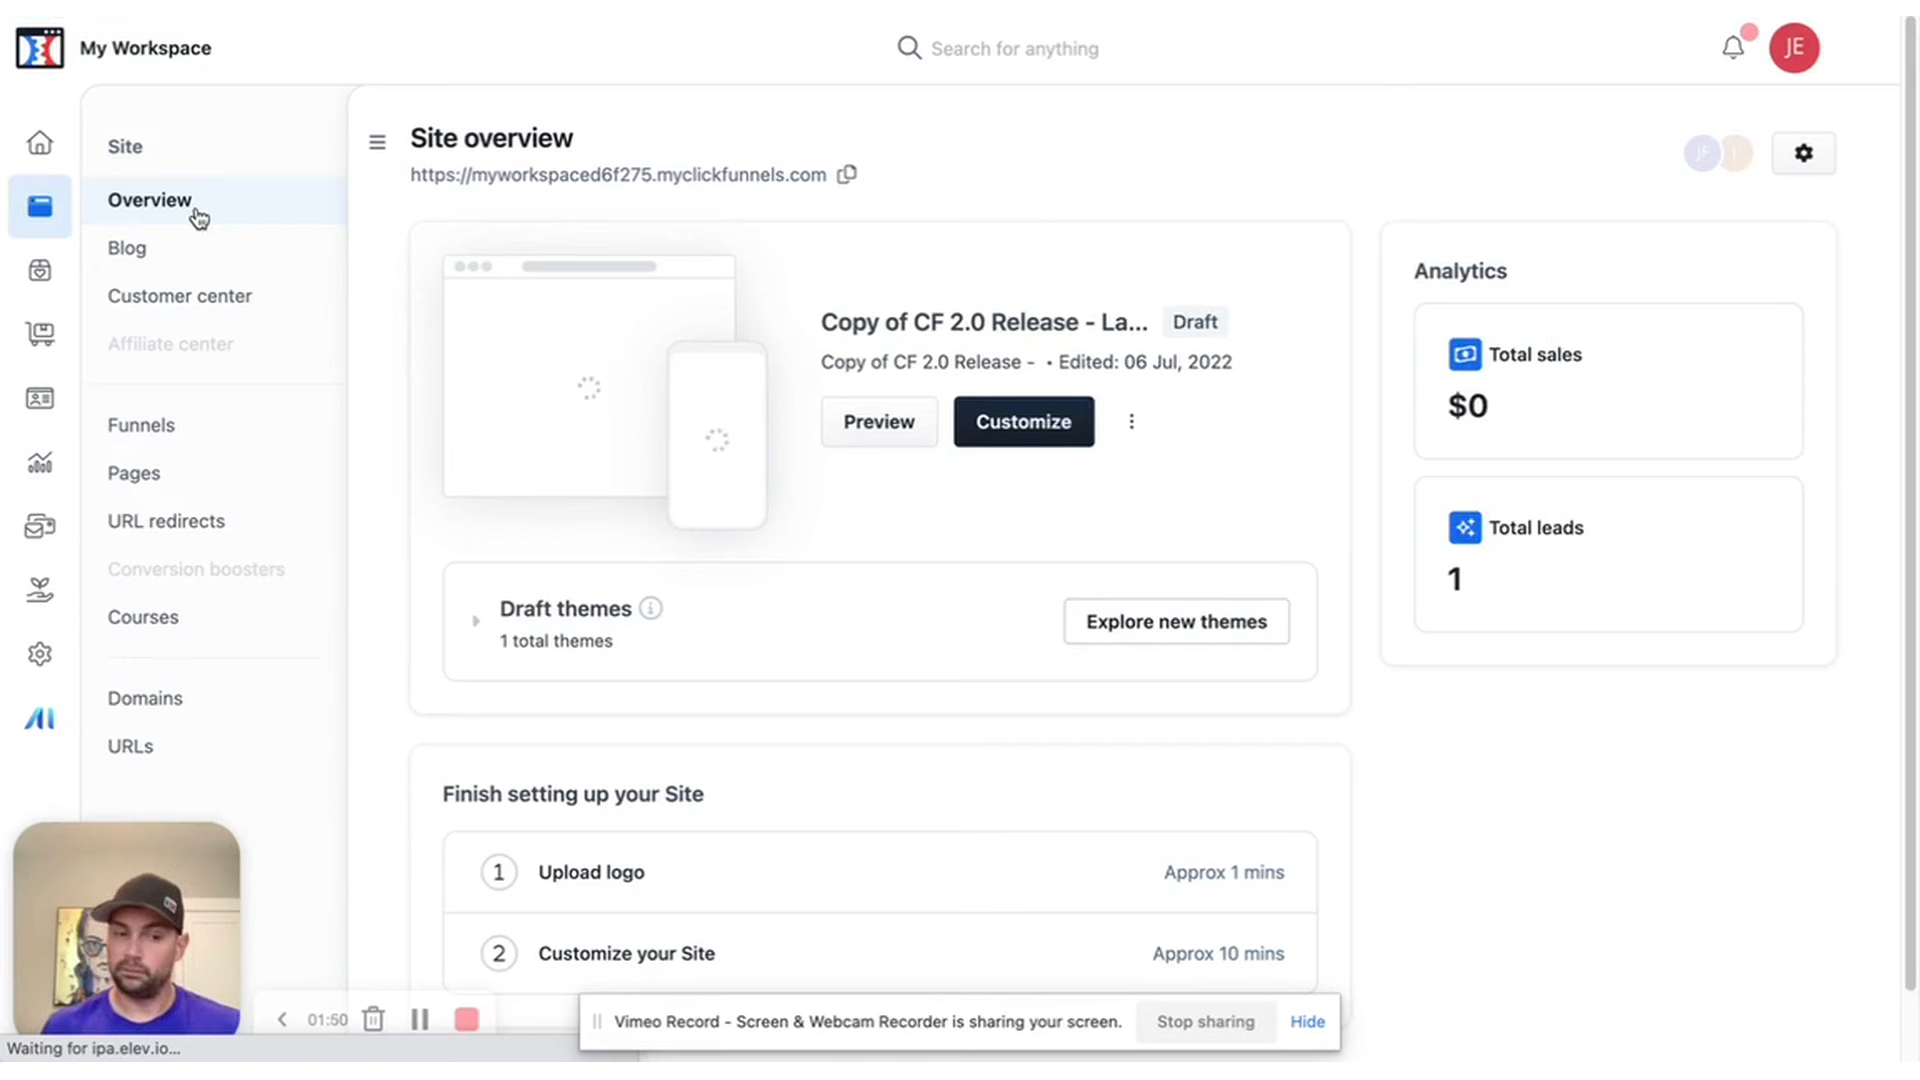 My Workspace
Search for anything
JE
Site
Overview
Blog
Customer center
Affiliate center
Funnels
Pages
URL redirects
Conversion boosters
Courses
Domains
URLs
Site overview
https://myworkspaced6f275.myclickfunnels.com
Copy of CF 2.0 Release - La... Draft
Copy of CF 2.0 Release - • Edited: 06 Jul, 2022
Preview
Customize
Draft themes
1 total themes
Explore new themes
Analytics
Total sales
$0
Total leads
1
Finish setting up your Site
1 Upload logo Approx 1 mins
2 Customize your Site Approx 10 mins
01:50
Vimeo Record - Screen & Webcam Recorder is sharing your screen.
Stop sharing
Hide
Waiting for ipa.elev.io...